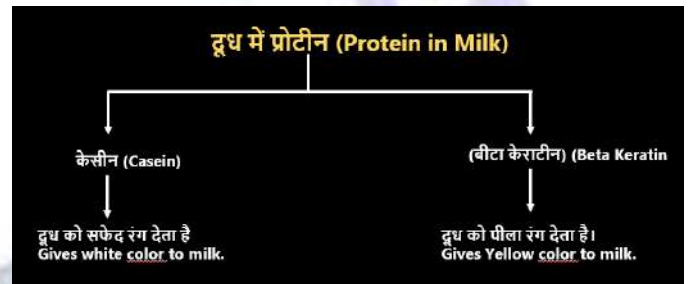 दूध में प्रोटीन (Protein in Milk)
केसीन (Casein)
(बीटा केराटीन) (Beta Keratin
दूध को सफेद रंग देता है
Gives white color to milk.
दूध को पीला रंग देता है।
Gives Yellow color to milk.